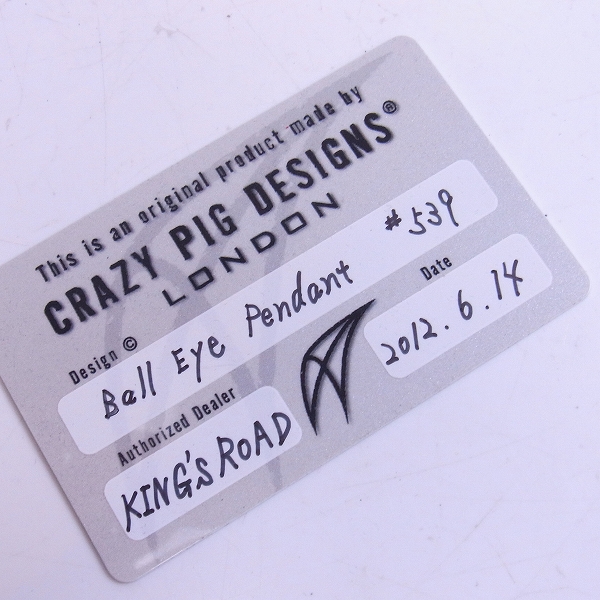 This is an original product made by
CRAZY PIG DESIGNS®
LONDON
Design ©
Ball Eye Pendant #539
Authorized Dealer
KING'S ROAD
Date
2012.6.14